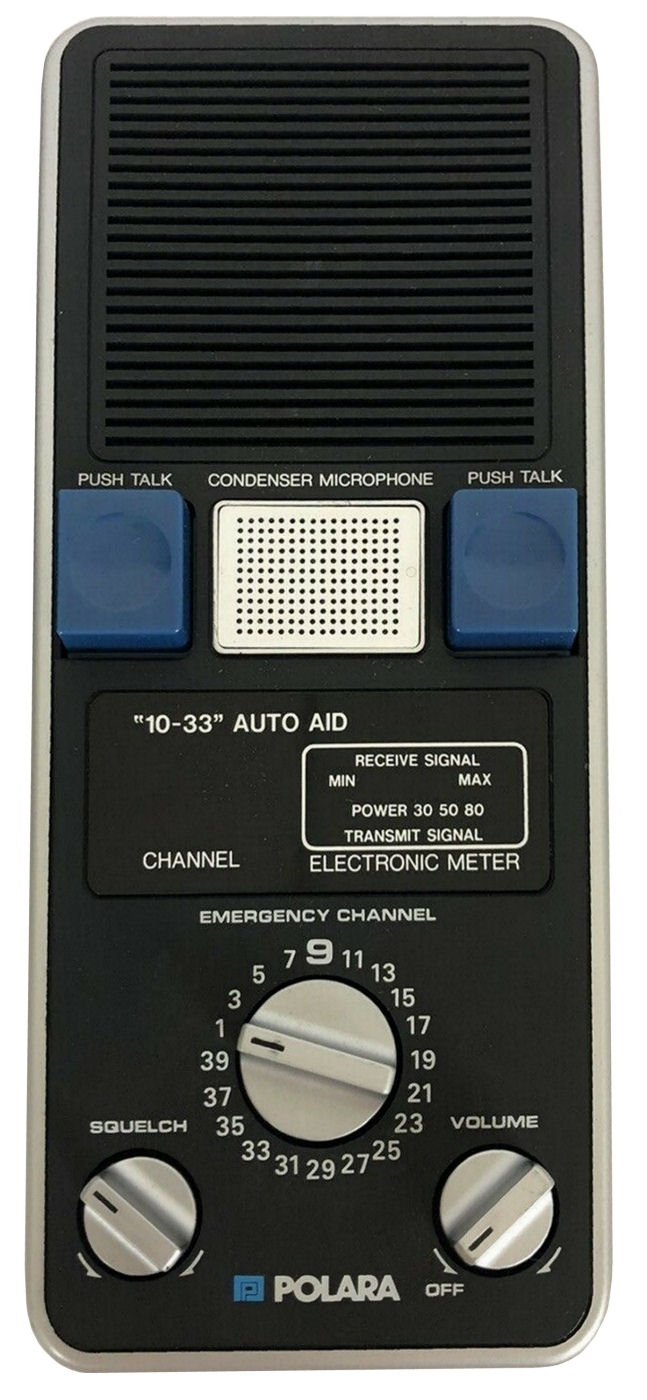 PUSH TALK CONDENSER MICROPHONE PUSH TALK
"10-33" AUTO AID
RECEIVE SIGNAL
MIN MAX
POWER 30 50 80
TRANSMIT SIGNAL
CHANNEL ELECTRONIC METER
EMERGENCY CHANNEL
1 3 5 7 9 11 13 15 17 19 21 23 25 27 29 31 33 35 37 39
SQUELCH VOLUME
OFF
P POLARA